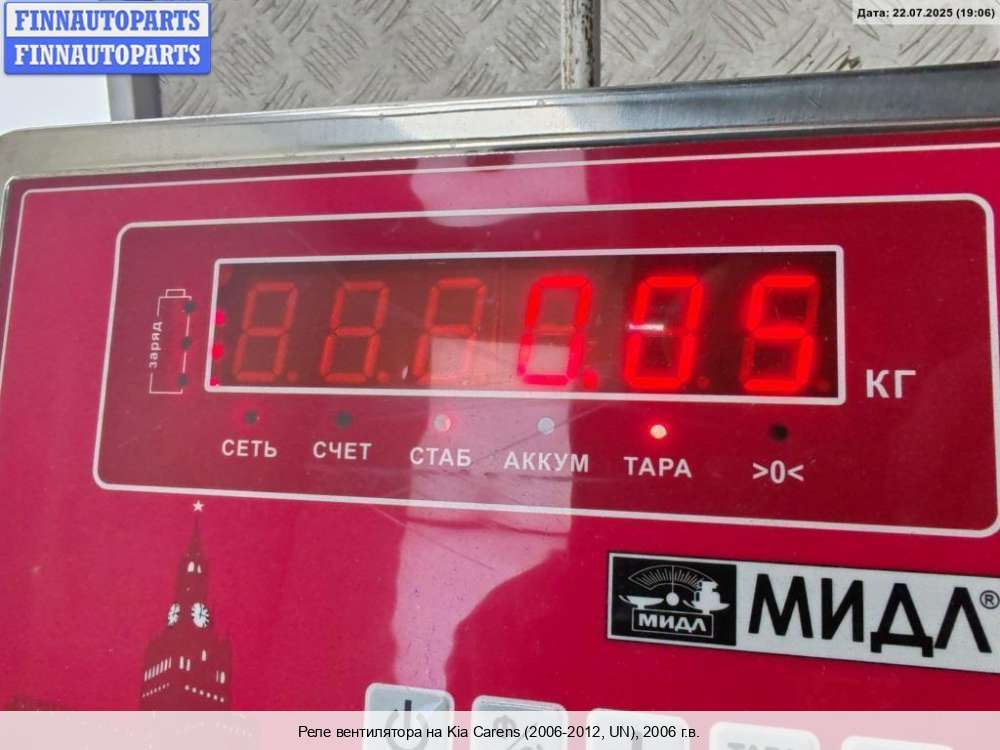 FINNAUTOPARTS
FINNAUTOPARTS
Дата: 22.07.2025 (19:06)
заряд
0.05
КГ
СЕТЬ СЧЕТ СТАБ АККУМ ТАРА >0<
МИДЛ
МИДЛ®
Реле вентилятора на Kia Carens (2006-2012, UN), 2006 г.в.